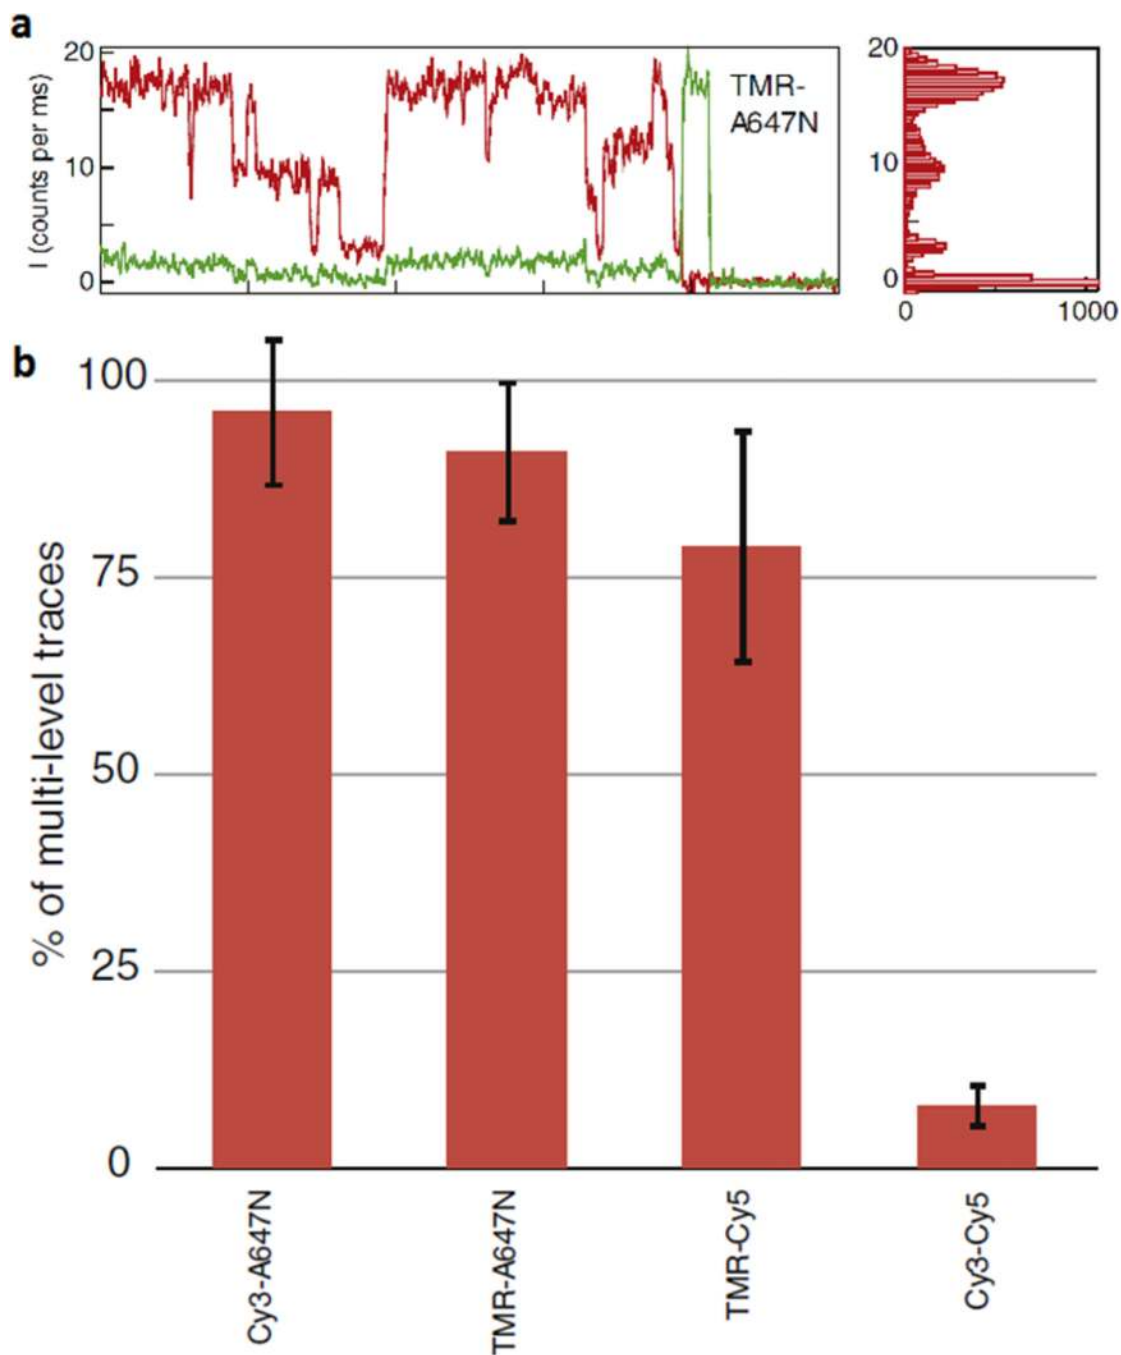 a
I (counts per ms)
20
10
0
TMR-
A647N
20
10
0
0
1000
b
% of multi-level traces
100
75
50
25
0
Cy3-A647N
TMR-A647N
TMR-Cy5
Cy3-Cy5